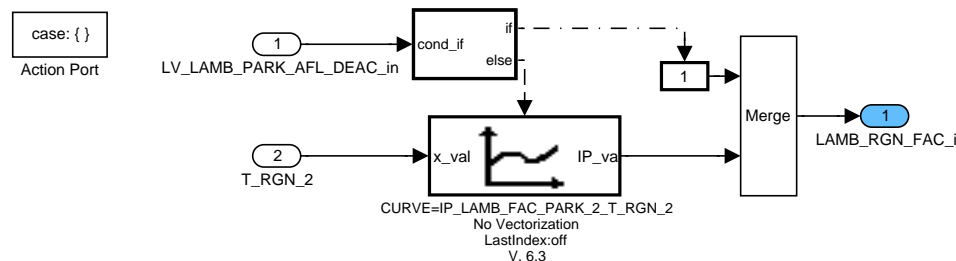 case: { }
Action Port
1
LV_LAMB_PARK_AFL_DEAC_in
cond_if
if
else
1
Merge
1
LAMB_RGN_FAC_i
2
T_RGN_2
x_val
IP_va
CURVE=IP_LAMB_FAC_PARK_2_T_RGN_2
No Vectorization
LastIndex:off
V. 6.3